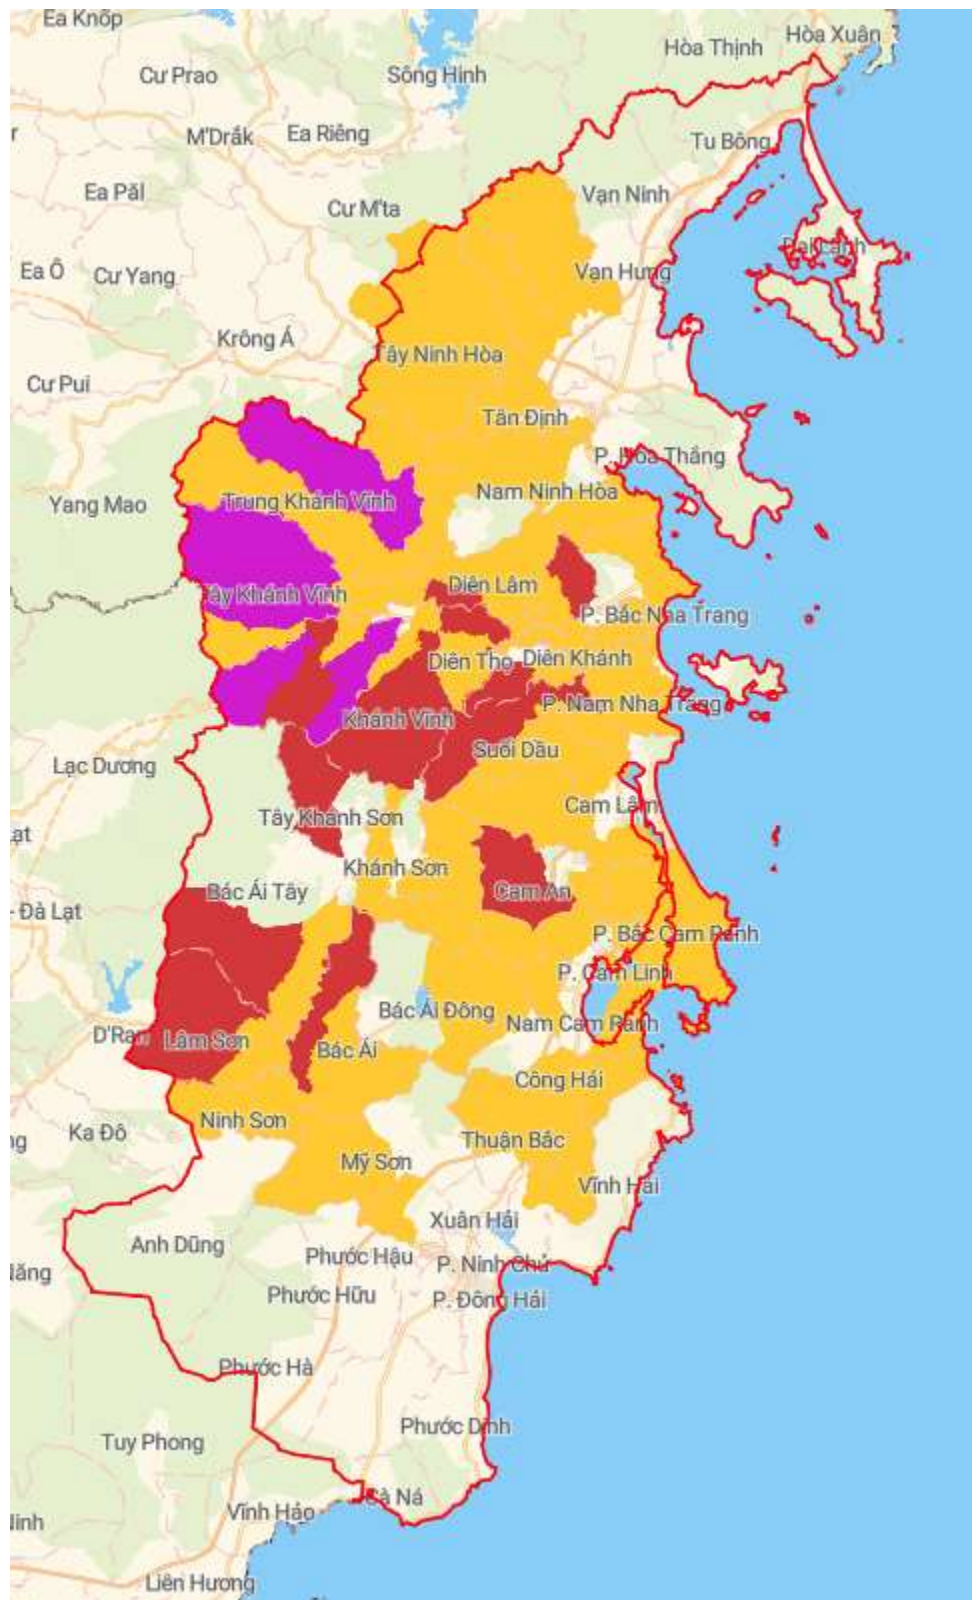 Ea Knốp
Hòa Xuân
Hòa Thịnh
Cư Prao
Sông Hinh
M'Drắk
Ea Riêng
Tu Bông
Ea Păl
Vạn Ninh
Cư M'ta
Đại Lãnh
Ea Ô
Cư Yang
Vạn Hưng
Krông Á
Tây Ninh Hòa
Cư Pui
Tân Định
P. Hòa Thắng
Nam Ninh Hòa
Yang Mao
Trung Khánh Vĩnh
Diên Lâm
Tây Khánh Vĩnh
P. Bắc Nha Trang
Diên Thọ
Diên Khánh
P. Nam Nha Trang
Khánh Vĩnh
Suối Dầu
Lạc Dương
Cam Lâm
Tây Khánh Sơn
Khánh Sơn
Bác Ái Tây
Cam An
- Đà Lạt
P. Bắc Cam Ranh
P. Cam Linh
Bác Ái Đông
Nam Cam Ranh
D'Ran
Lâm Sơn
Bác Ái
Công Hải
Ninh Sơn
Ka Đô
Thuận Bắc
Mỹ Sơn
Vĩnh Hải
Xuân Hải
Anh Dũng
Phước Hậu
P. Ninh Chử
Phước Hữu
P. Đông Hải
Phước Hà
Phước Dinh
Tuy Phong
Cà Ná
Vĩnh Hảo
Liên Hương